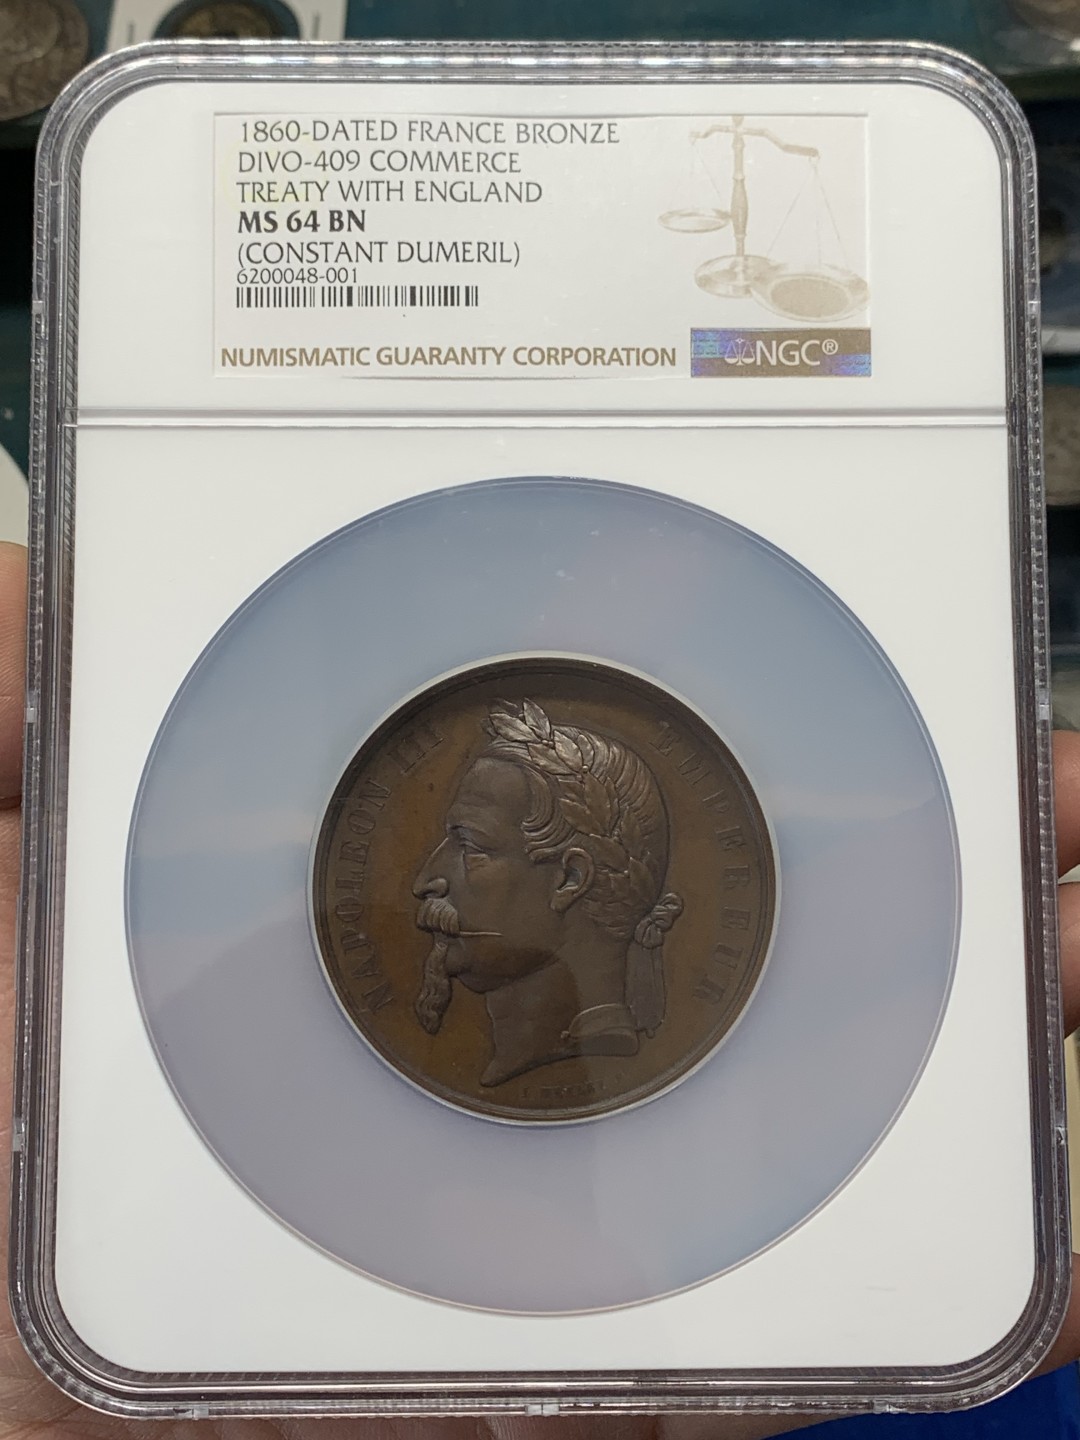 1860-DATED FRANCE BRONZE
DIVO-409 COMMERCE
TREATY WITH ENGLAND
MS 64 BN
(CONSTANT DUMERIL)
6200048-001
NUMISMATIC GUARANTY CORPORATION
NGC®
NAPOLEON III EMPEREUR